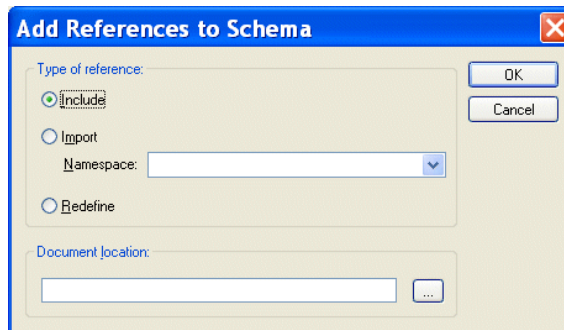 Add References to Schema
Type of reference:
Include
Import
Namespace:
Redefine
OK
Cancel
Document location:
...